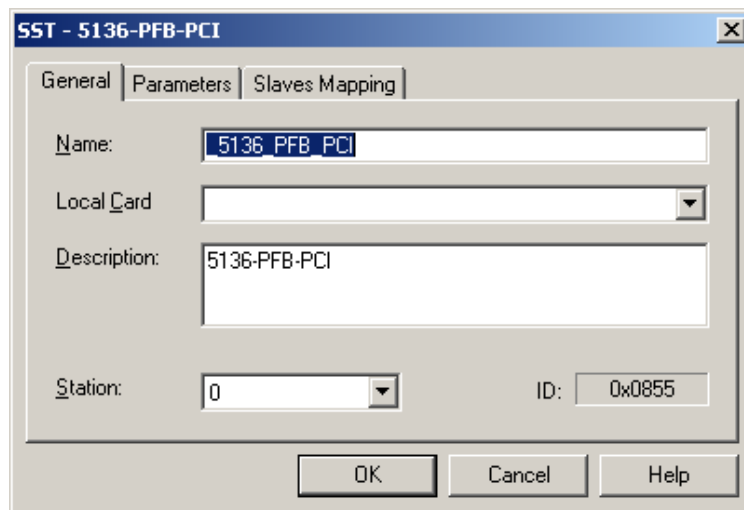 SST - 5136-PFB-PCI
General Parameters Slaves Mapping
Name: _5136_PFB_PCI
Local Card
Description: 5136-PFB-PCI
Station: 0 ID: 0x0855
OK Cancel Help